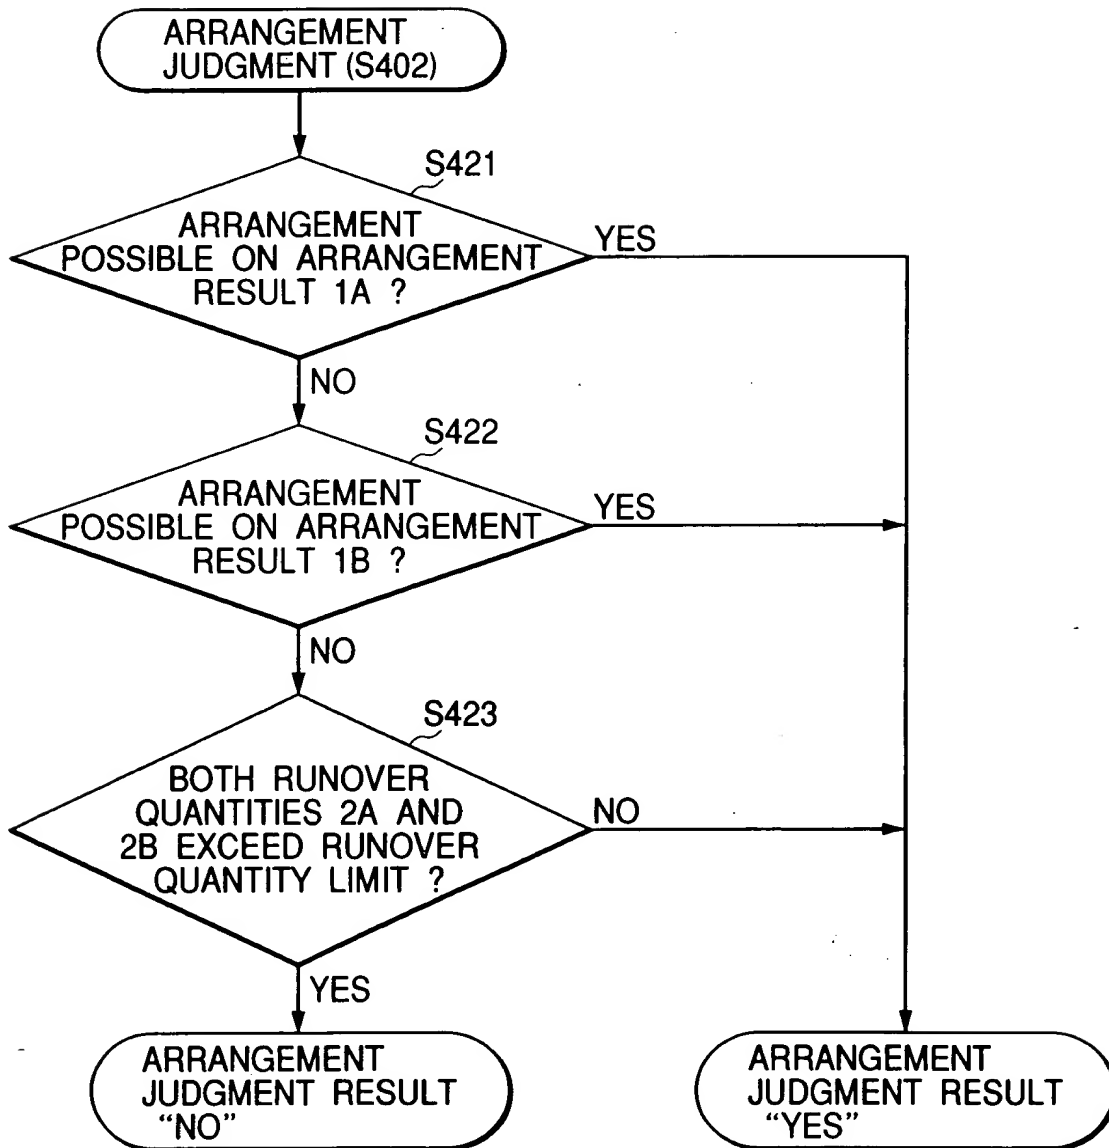 ARRANGEMENT
JUDGMENT (S402)
S421
ARRANGEMENT
POSSIBLE ON ARRANGEMENT
RESULT 1A ?
YES
NO
S422
ARRANGEMENT
POSSIBLE ON ARRANGEMENT
RESULT 1B ?
YES
NO
S423
BOTH RUNOVER
QUANTITIES 2A AND
2B EXCEED RUNOVER
QUANTITY LIMIT ?
NO
YES
ARRANGEMENT
JUDGMENT RESULT
“NO”
ARRANGEMENT
JUDGMENT RESULT
“YES”